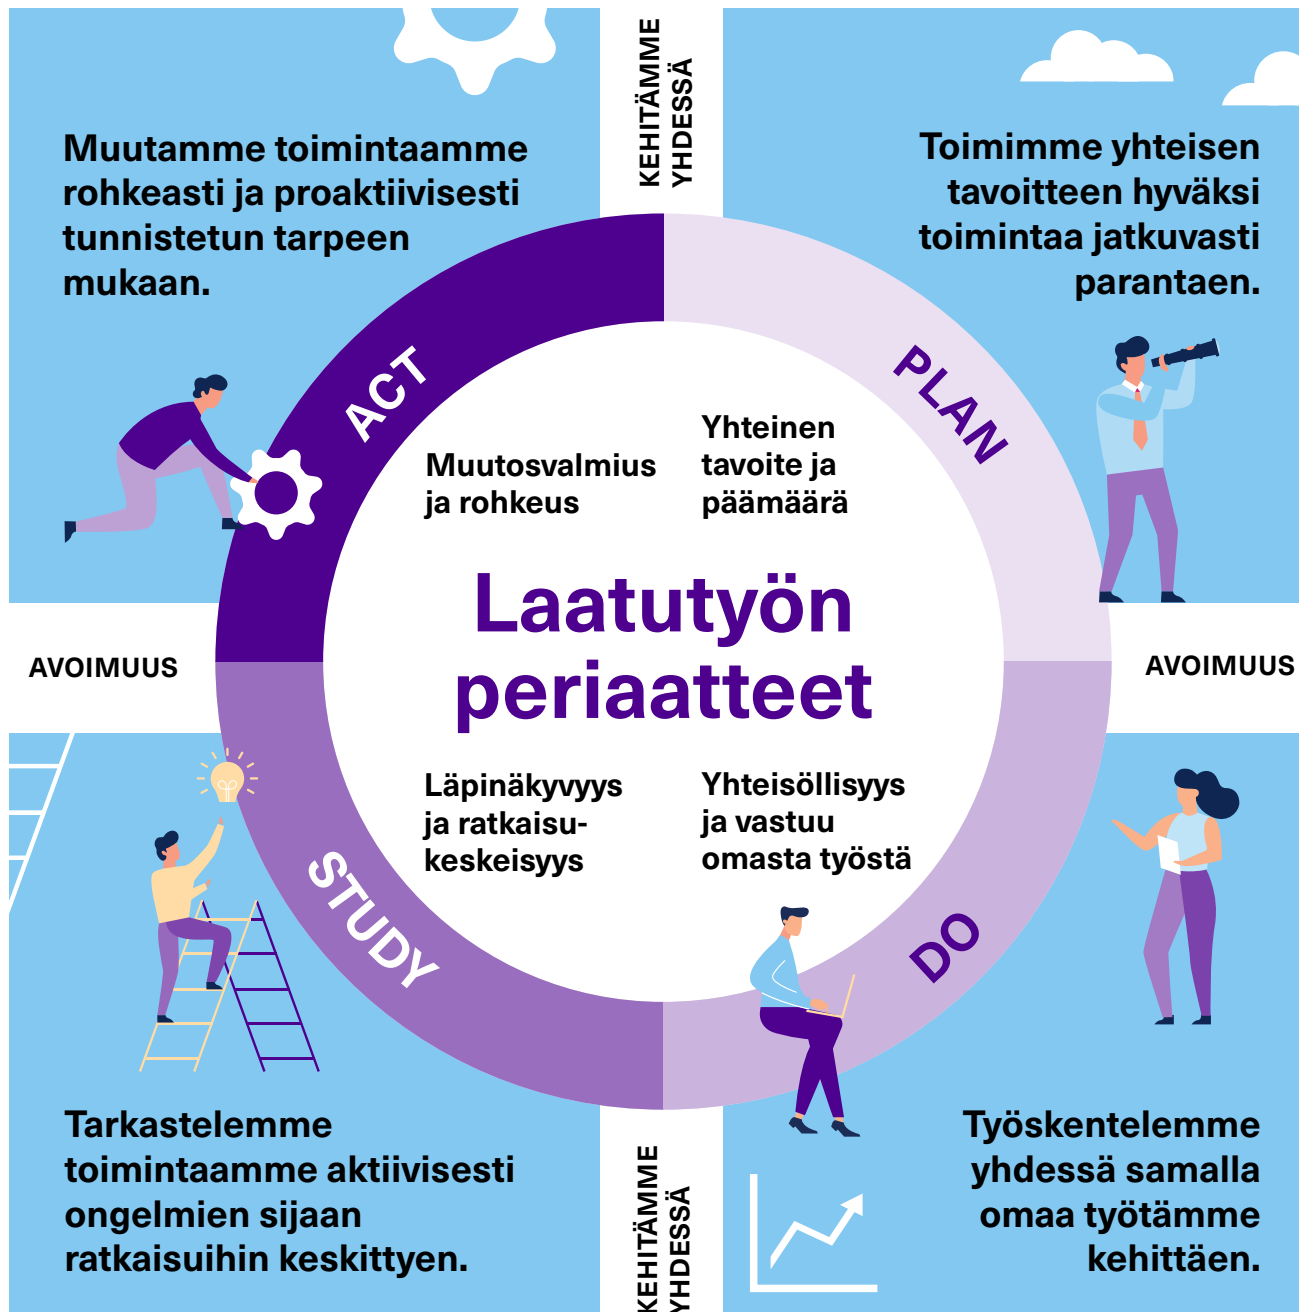 KEHITÄMME
YHDESSÄ
Muutamme toimintaamme
rohkeasti ja proaktiivisesti
tunnistetun tarpeen
mukaan.
Toimimme yhteisen
tavoitteen hyväksi
toimintaa jatkuvasti
parantaen.
ACT
PLAN
Muutosvalmius
ja rohkeus
Yhteinen
tavoite ja
päämäärä
Laatutyön
periaatteet
AVOIMUUS
AVOIMUUS
Läpinäkyvyys
ja ratkaisu-
keskeisyys
Yhteisöllisyys
ja vastuu
omasta työstä
STUDY
DO
Tarkastelemme
toimintaamme aktiivisesti
ongelmien sijaan
ratkaisuihin keskittyen.
Työskentelemme
yhdessä samalla
omaa työtämme
kehittäen.
KEHITÄMME
YHDESSÄ